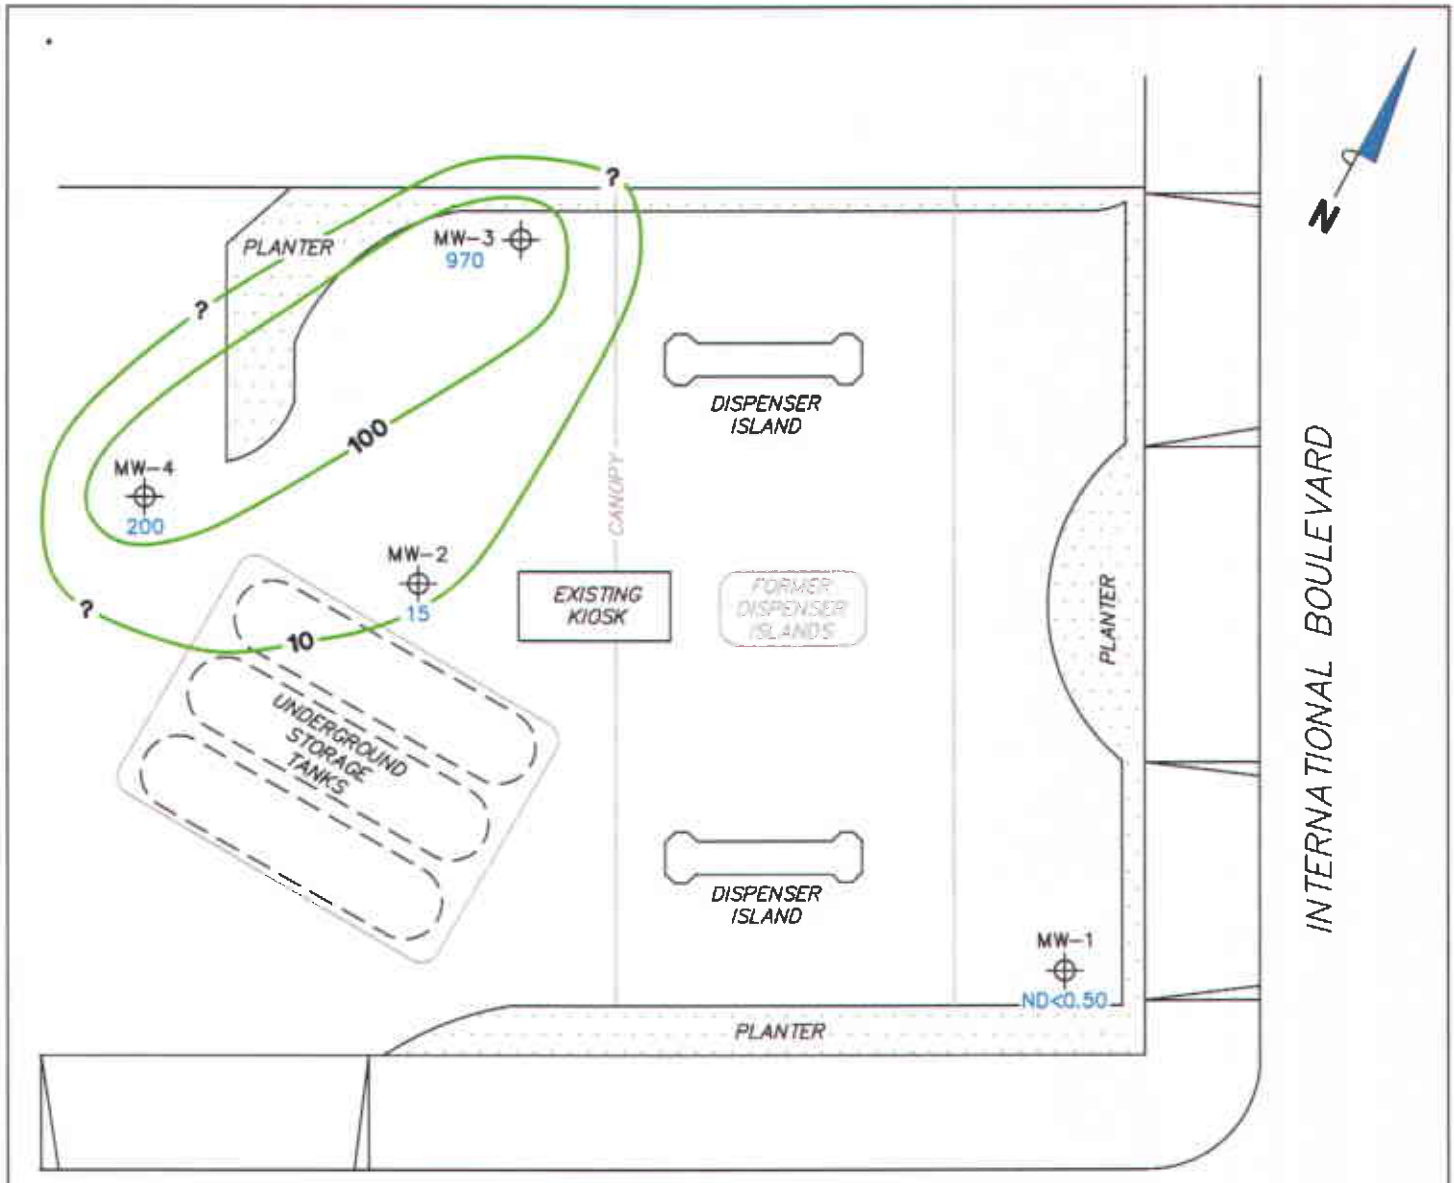 ?
N
PLANTER
MW-3
970
?
DISPENSER
ISLAND
100
MW-4
200
CANOPY
INTERNATIONAL BOULEVARD
MW-2
15
EXISTING
KIOSK
FORMER
DISPENSER
ISLANDS
PLANTER
?
10
UNDERGROUND
STORAGE
TANKS
DISPENSER
ISLAND
MW-1
ND<0.50
PLANTER